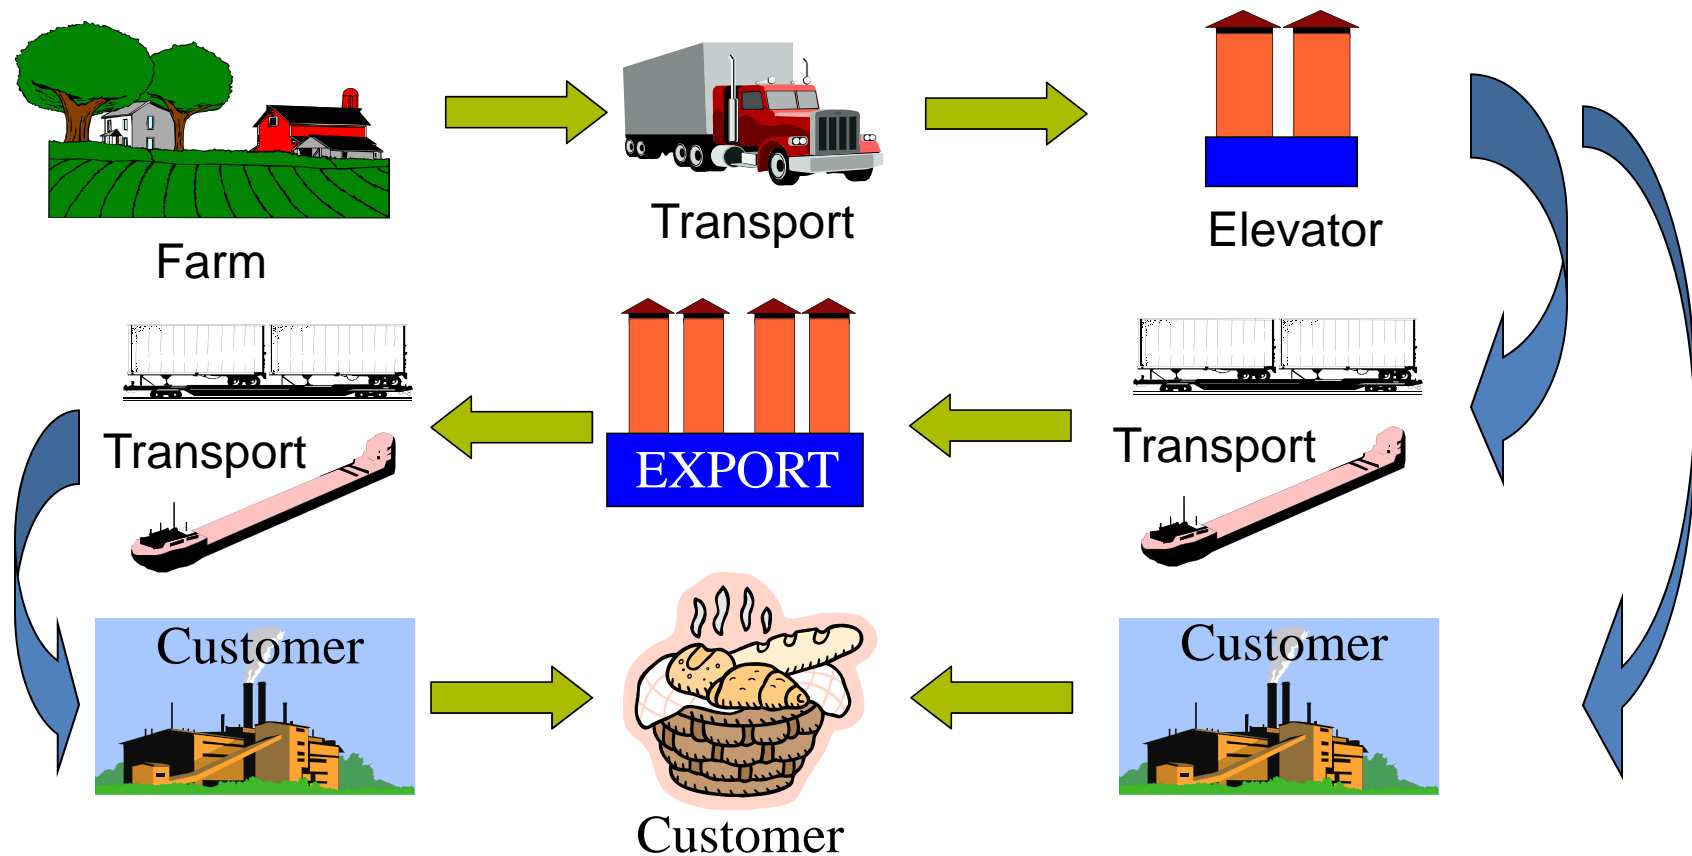 Farm
Transport
Elevator
Transport
EXPORT
Transport
Customer
Customer
Customer